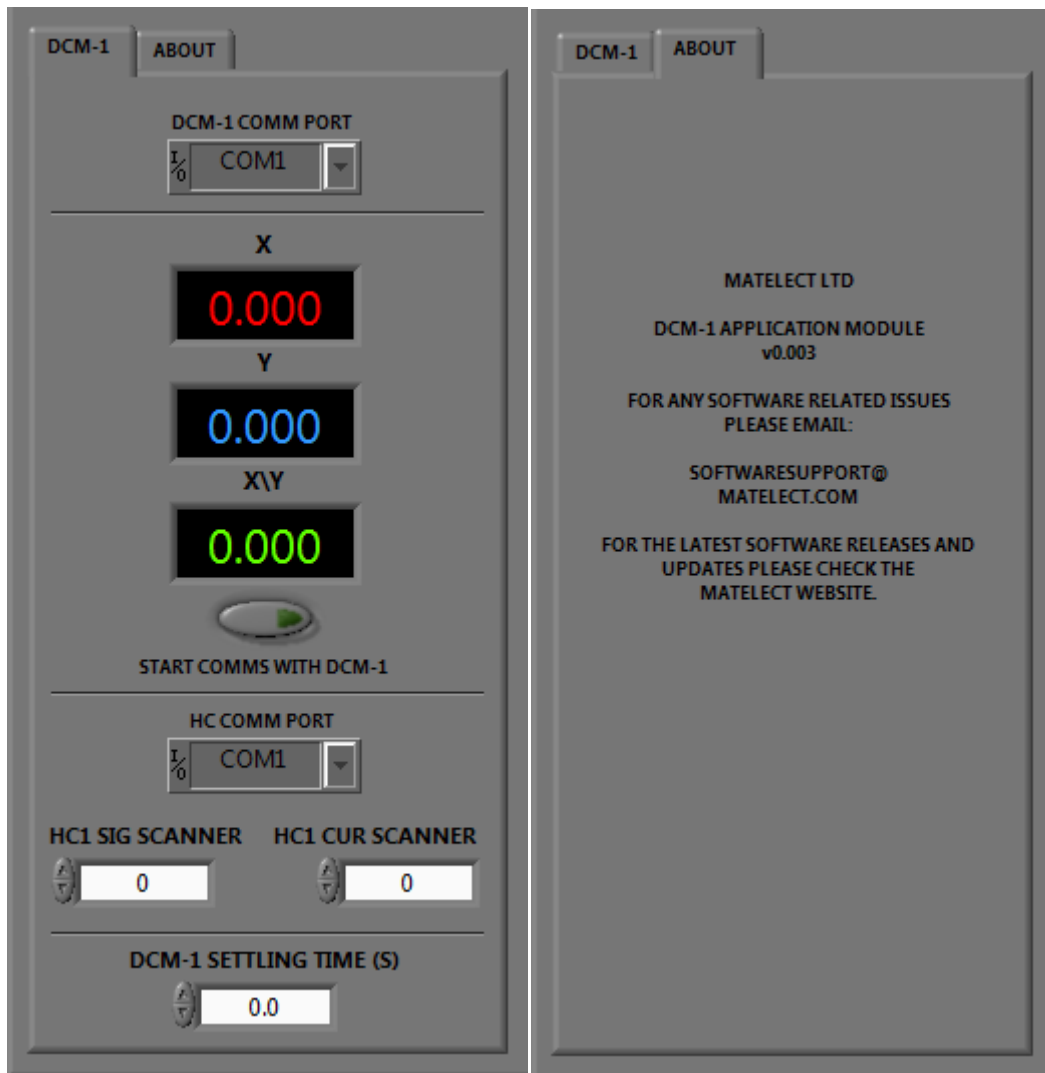 DCM-1
ABOUT
DCM-1 COMM PORT
I/O COM1
X
0.000
Y
0.000
X\Y
0.000
START COMMS WITH DCM-1
HC COMM PORT
I/O COM1
HC1 SIG SCANNER
HC1 CUR SCANNER
0
0
DCM-1 SETTLING TIME (S)
0.0
DCM-1
ABOUT
MATELECT LTD
DCM-1 APPLICATION MODULE
v0.003
FOR ANY SOFTWARE RELATED ISSUES
PLEASE EMAIL:
SOFTWARESUPPORT@
MATELECT.COM
FOR THE LATEST SOFTWARE RELEASES AND
UPDATES PLEASE CHECK THE
MATELECT WEBSITE.